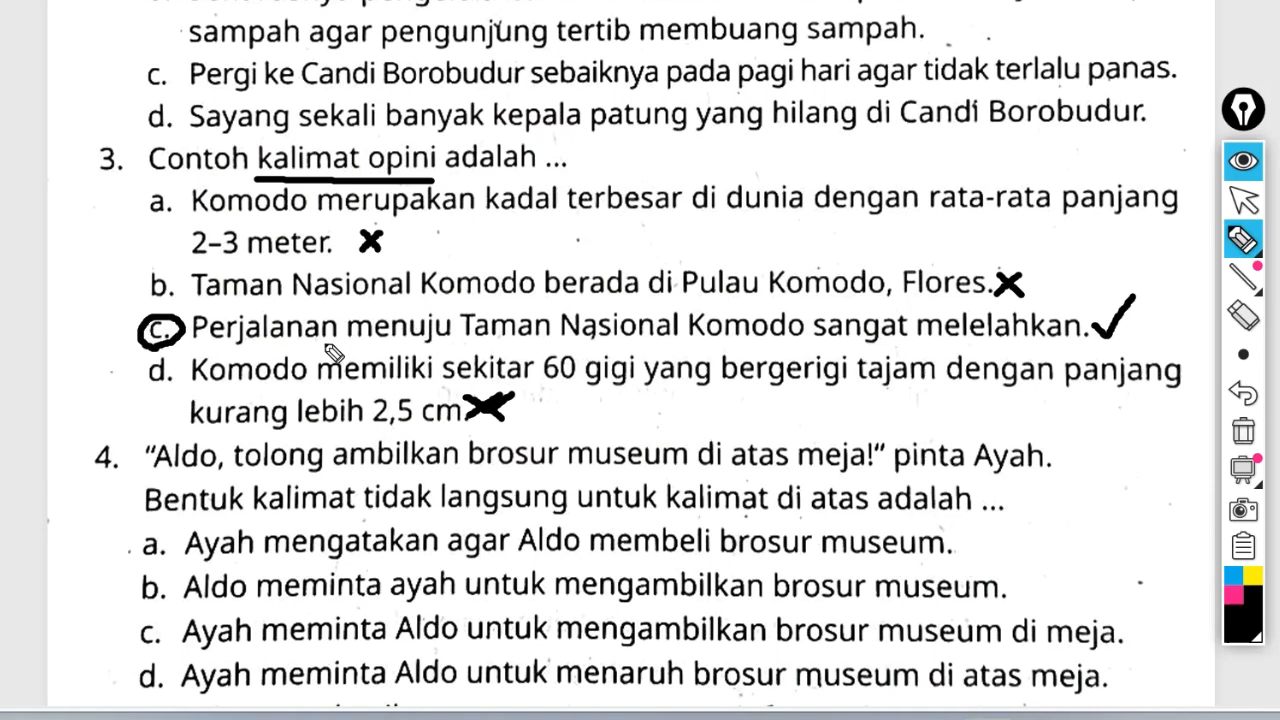 sampah agar pengunjung tertib membuang sampah.
c. Pergi ke Candi Borobudur sebaiknya pada pagi hari agar tidak terlalu panas.
d. Sayang sekali banyak kepala patung yang hilang di Candi Borobudur.
3. Contoh kalimat opini adalah ...
a. Komodo merupakan kadal terbesar di dunia dengan rata-rata panjang
2–3 meter.
b. Taman Nasional Komodo berada di Pulau Komodo, Flores.
c. Perjalanan menuju Taman Nasional Komodo sangat melelahkan.
d. Komodo memiliki sekitar 60 gigi yang bergerigi tajam dengan panjang
kurang lebih 2,5 cm
4. “Aldo, tolong ambilkan brosur museum di atas meja!“ pinta Ayah.
Bentuk kalimat tidak langsung untuk kalimat di atas adalah ...
a. Ayah mengatakan agar Aldo membeli brosur museum.
b. Aldo meminta ayah untuk mengambilkan brosur museum.
c. Ayah meminta Aldo untuk mengambilkan brosur museum di meja.
d. Ayah meminta Aldo untuk menaruh brosur museum di atas meja.